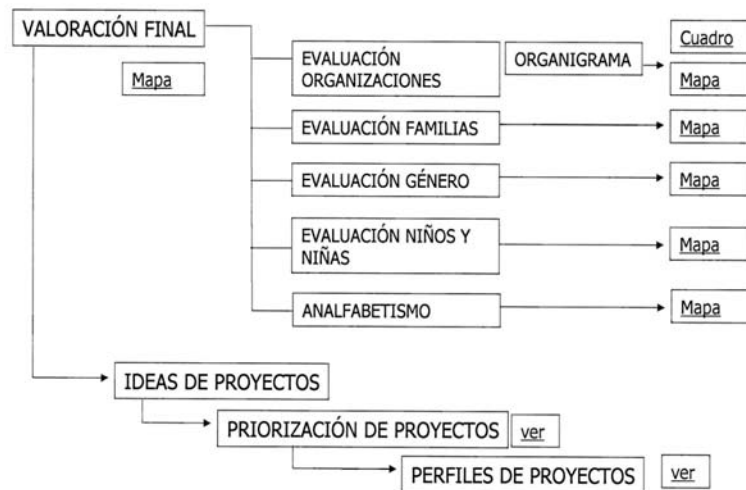 VALORACIÓN FINAL
Mapa
EVALUACIÓN
ORGANIZACIONES
ORGANIGRAMA
Cuadro
Mapa
EVALUACIÓN FAMILIAS
Mapa
EVALUACIÓN GÉNERO
Mapa
EVALUACIÓN NIÑOS Y
NIÑAS
Mapa
ANALFABETISMO
Mapa
IDEAS DE PROYECTOS
PRIORIZACIÓN DE PROYECTOS
ver
PERFILES DE PROYECTOS
ver